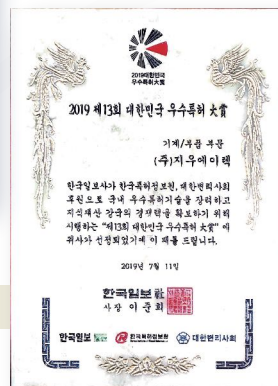 2019대한민국
우수특허大賞
2019 제13회 대한민국 우수특허 大賞
기계/부품 부문
(주)지우에이텍
한국일보사가 한국특허정보원, 대한변리사회
후원으로 국내 우수특허기술을 장려하고
지식재산 강국의 경쟁력을 확보하기 위해
시행하는 "제13회 대한민국 우수특허 大賞" 에
귀사가 선정되었기에 이 패를 드립니다.
2019년 7월 11일
한국일보社
사장 이준희
한국일보 한국특허정보원 대한변리사회